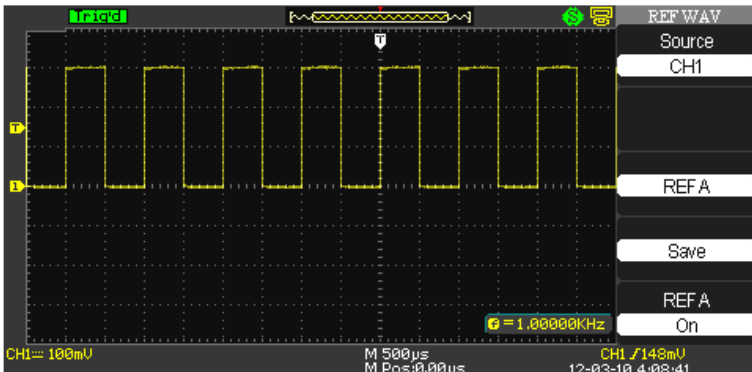 Trig'd
REF WAV
Source
CH1
T
T
1
REF A
Save
REF A
On
f = 1.00000KHz
CH1 100mV
M 500µs
CH1 148mV
M Pos:0.00µs
12-03-10 4:08:41